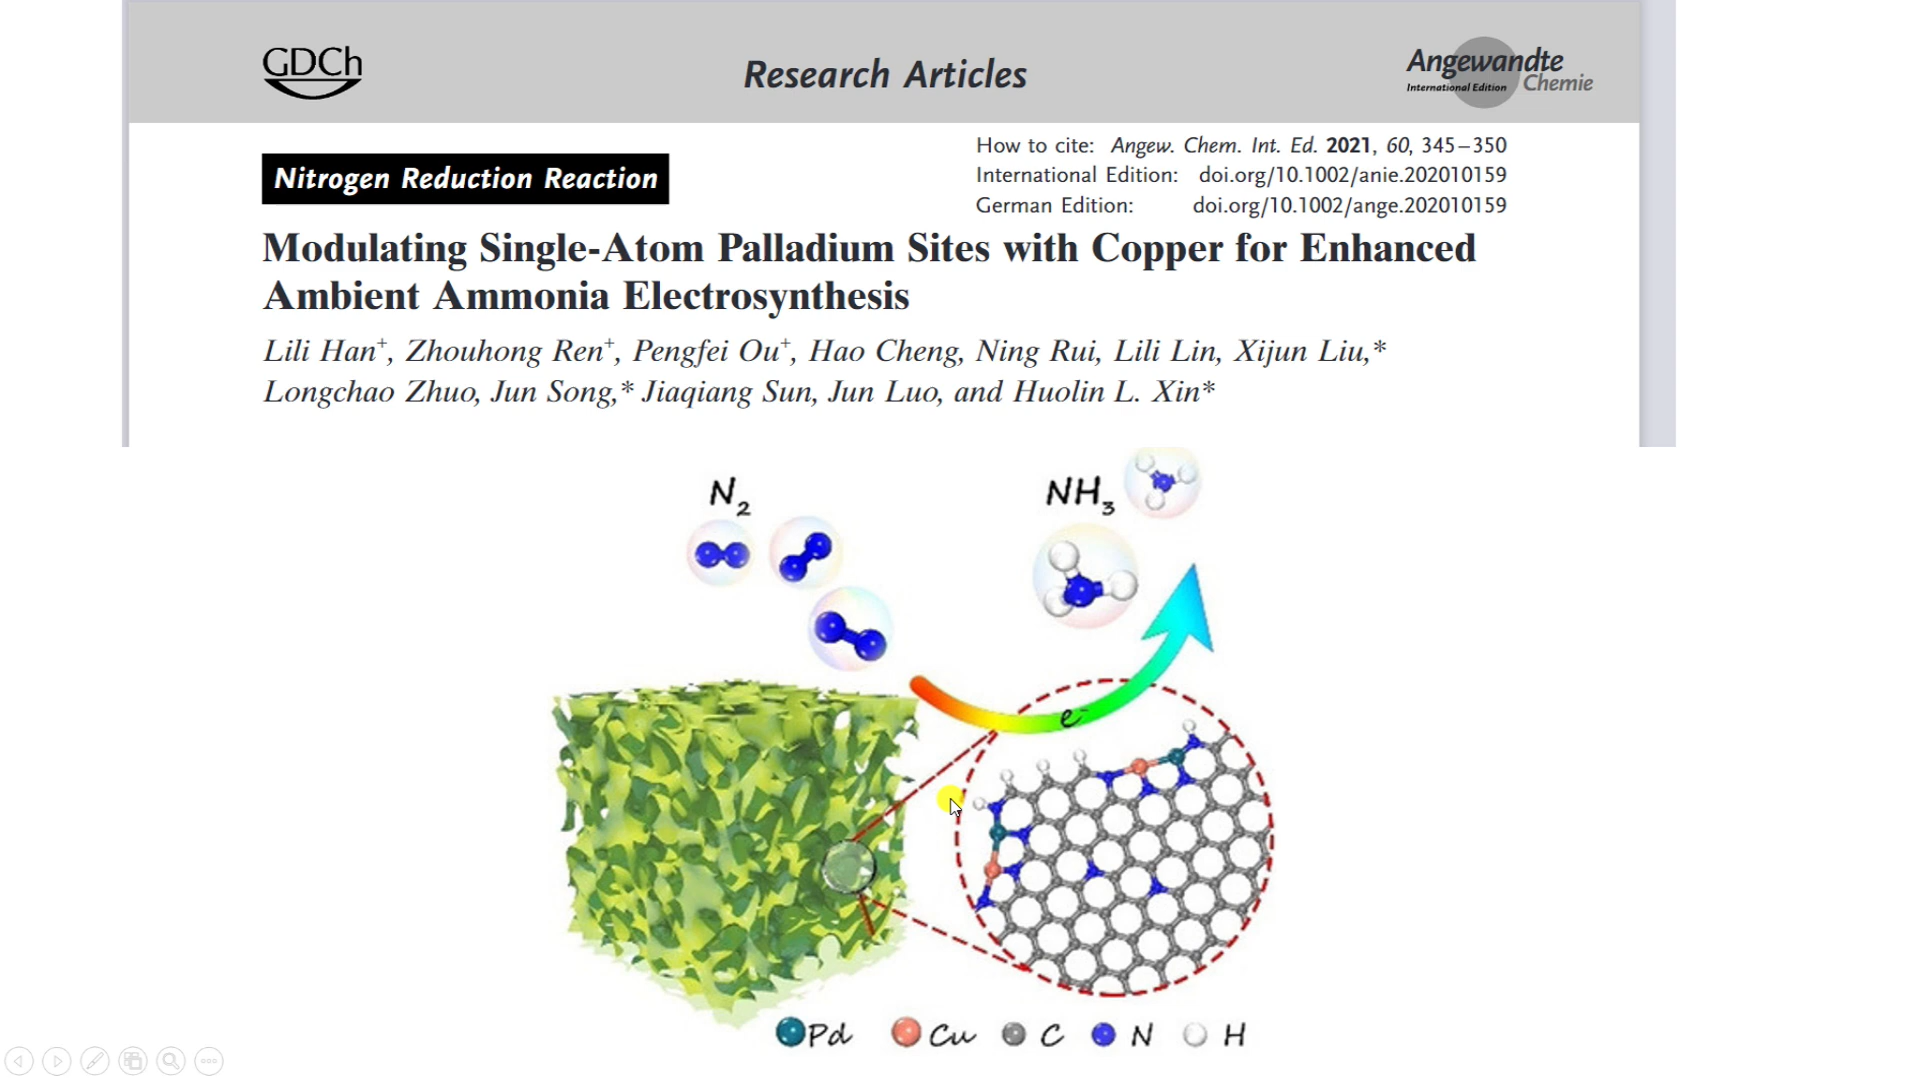 GDCh
Research Articles
Angewandte
International Edition Chemie
Nitrogen Reduction Reaction
How to cite: Angew. Chem. Int. Ed. 2021, 60, 345–350
International Edition: doi.org/10.1002/anie.202010159
German Edition: doi.org/10.1002/ange.202010159
Modulating Single-Atom Palladium Sites with Copper for Enhanced
Ambient Ammonia Electrosynthesis
Lili Han⁺, Zhouhong Ren⁺, Pengfei Ou⁺, Hao Cheng, Ning Rui, Lili Lin, Xijun Liu,*
Longchao Zhuo, Jun Song,* Jiaqiang Sun, Jun Luo, and Huolin L. Xin*
N₂
NH₃
e⁻
Pd Cu C N H